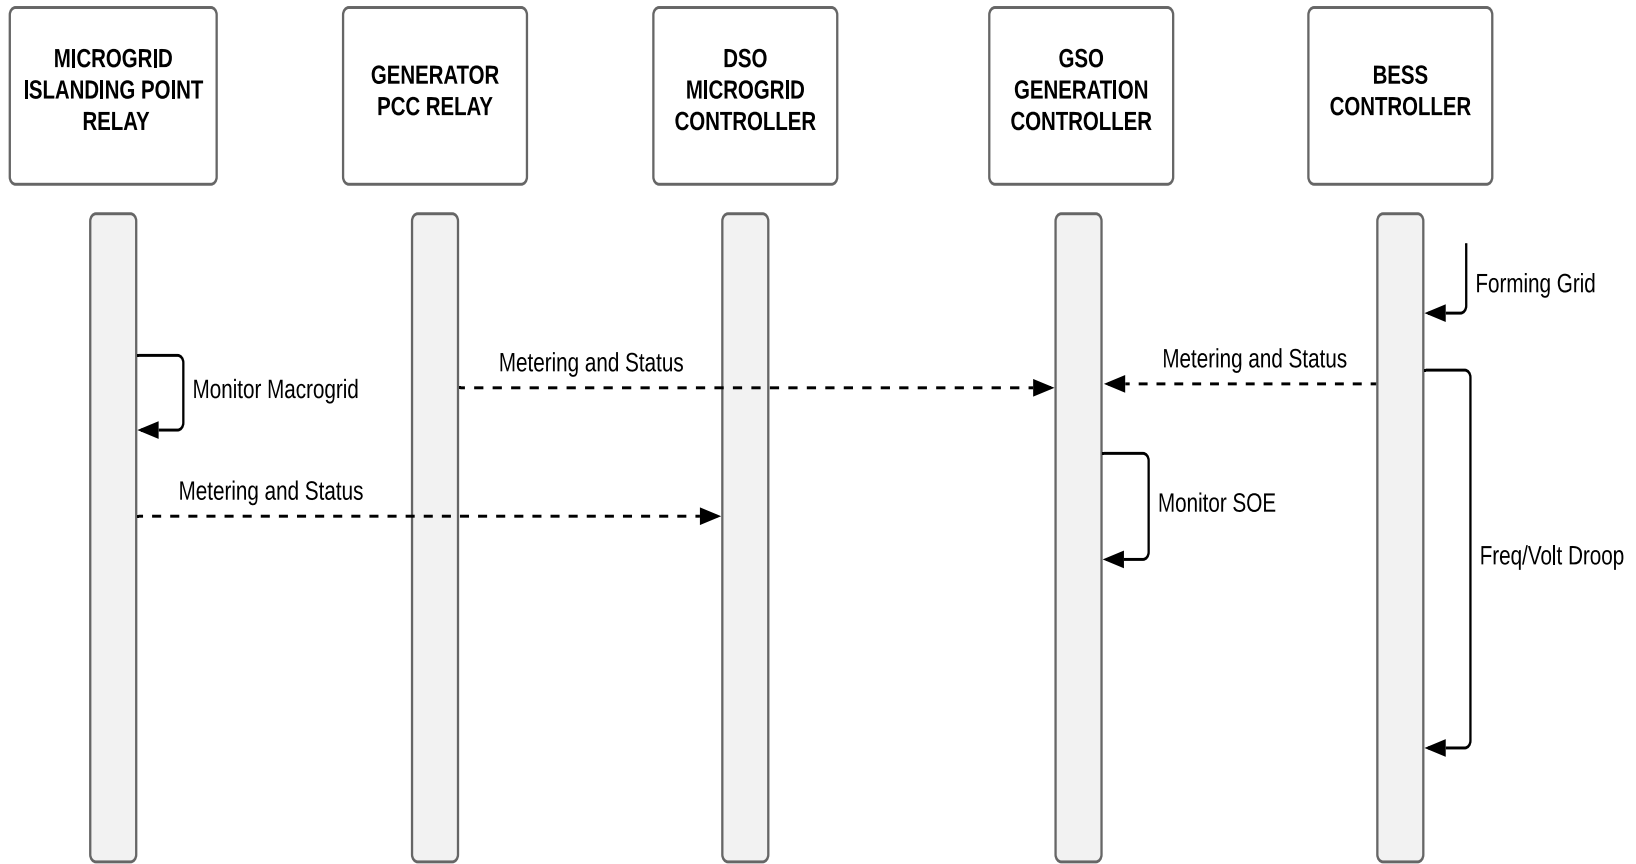 MICROGRID
ISLANDING POINT
RELAY
GENERATOR
PCC RELAY
DSO
MICROGRID
CONTROLLER
GSO
GENERATION
CONTROLLER
BESS
CONTROLLER
Forming Grid
Metering and Status
Metering and Status
Monitor Macrogrid
Metering and Status
Monitor SOE
Freq/Volt Droop